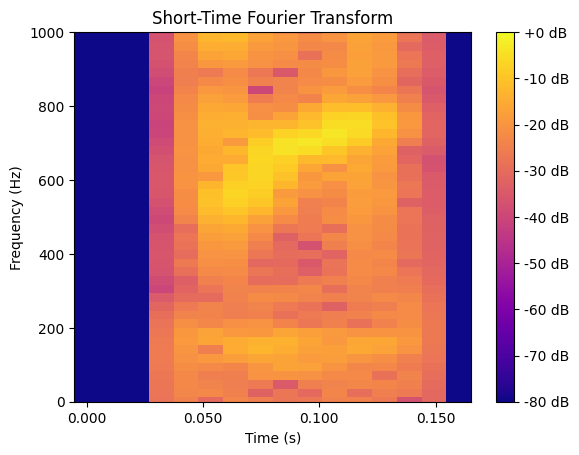 Short-Time Fourier Transform
1000
800
600
400
200
0
Frequency (Hz)
0.000
0.050
0.100
0.150
Time (s)
+0 dB
-10 dB
-20 dB
-30 dB
-40 dB
-50 dB
-60 dB
-70 dB
-80 dB